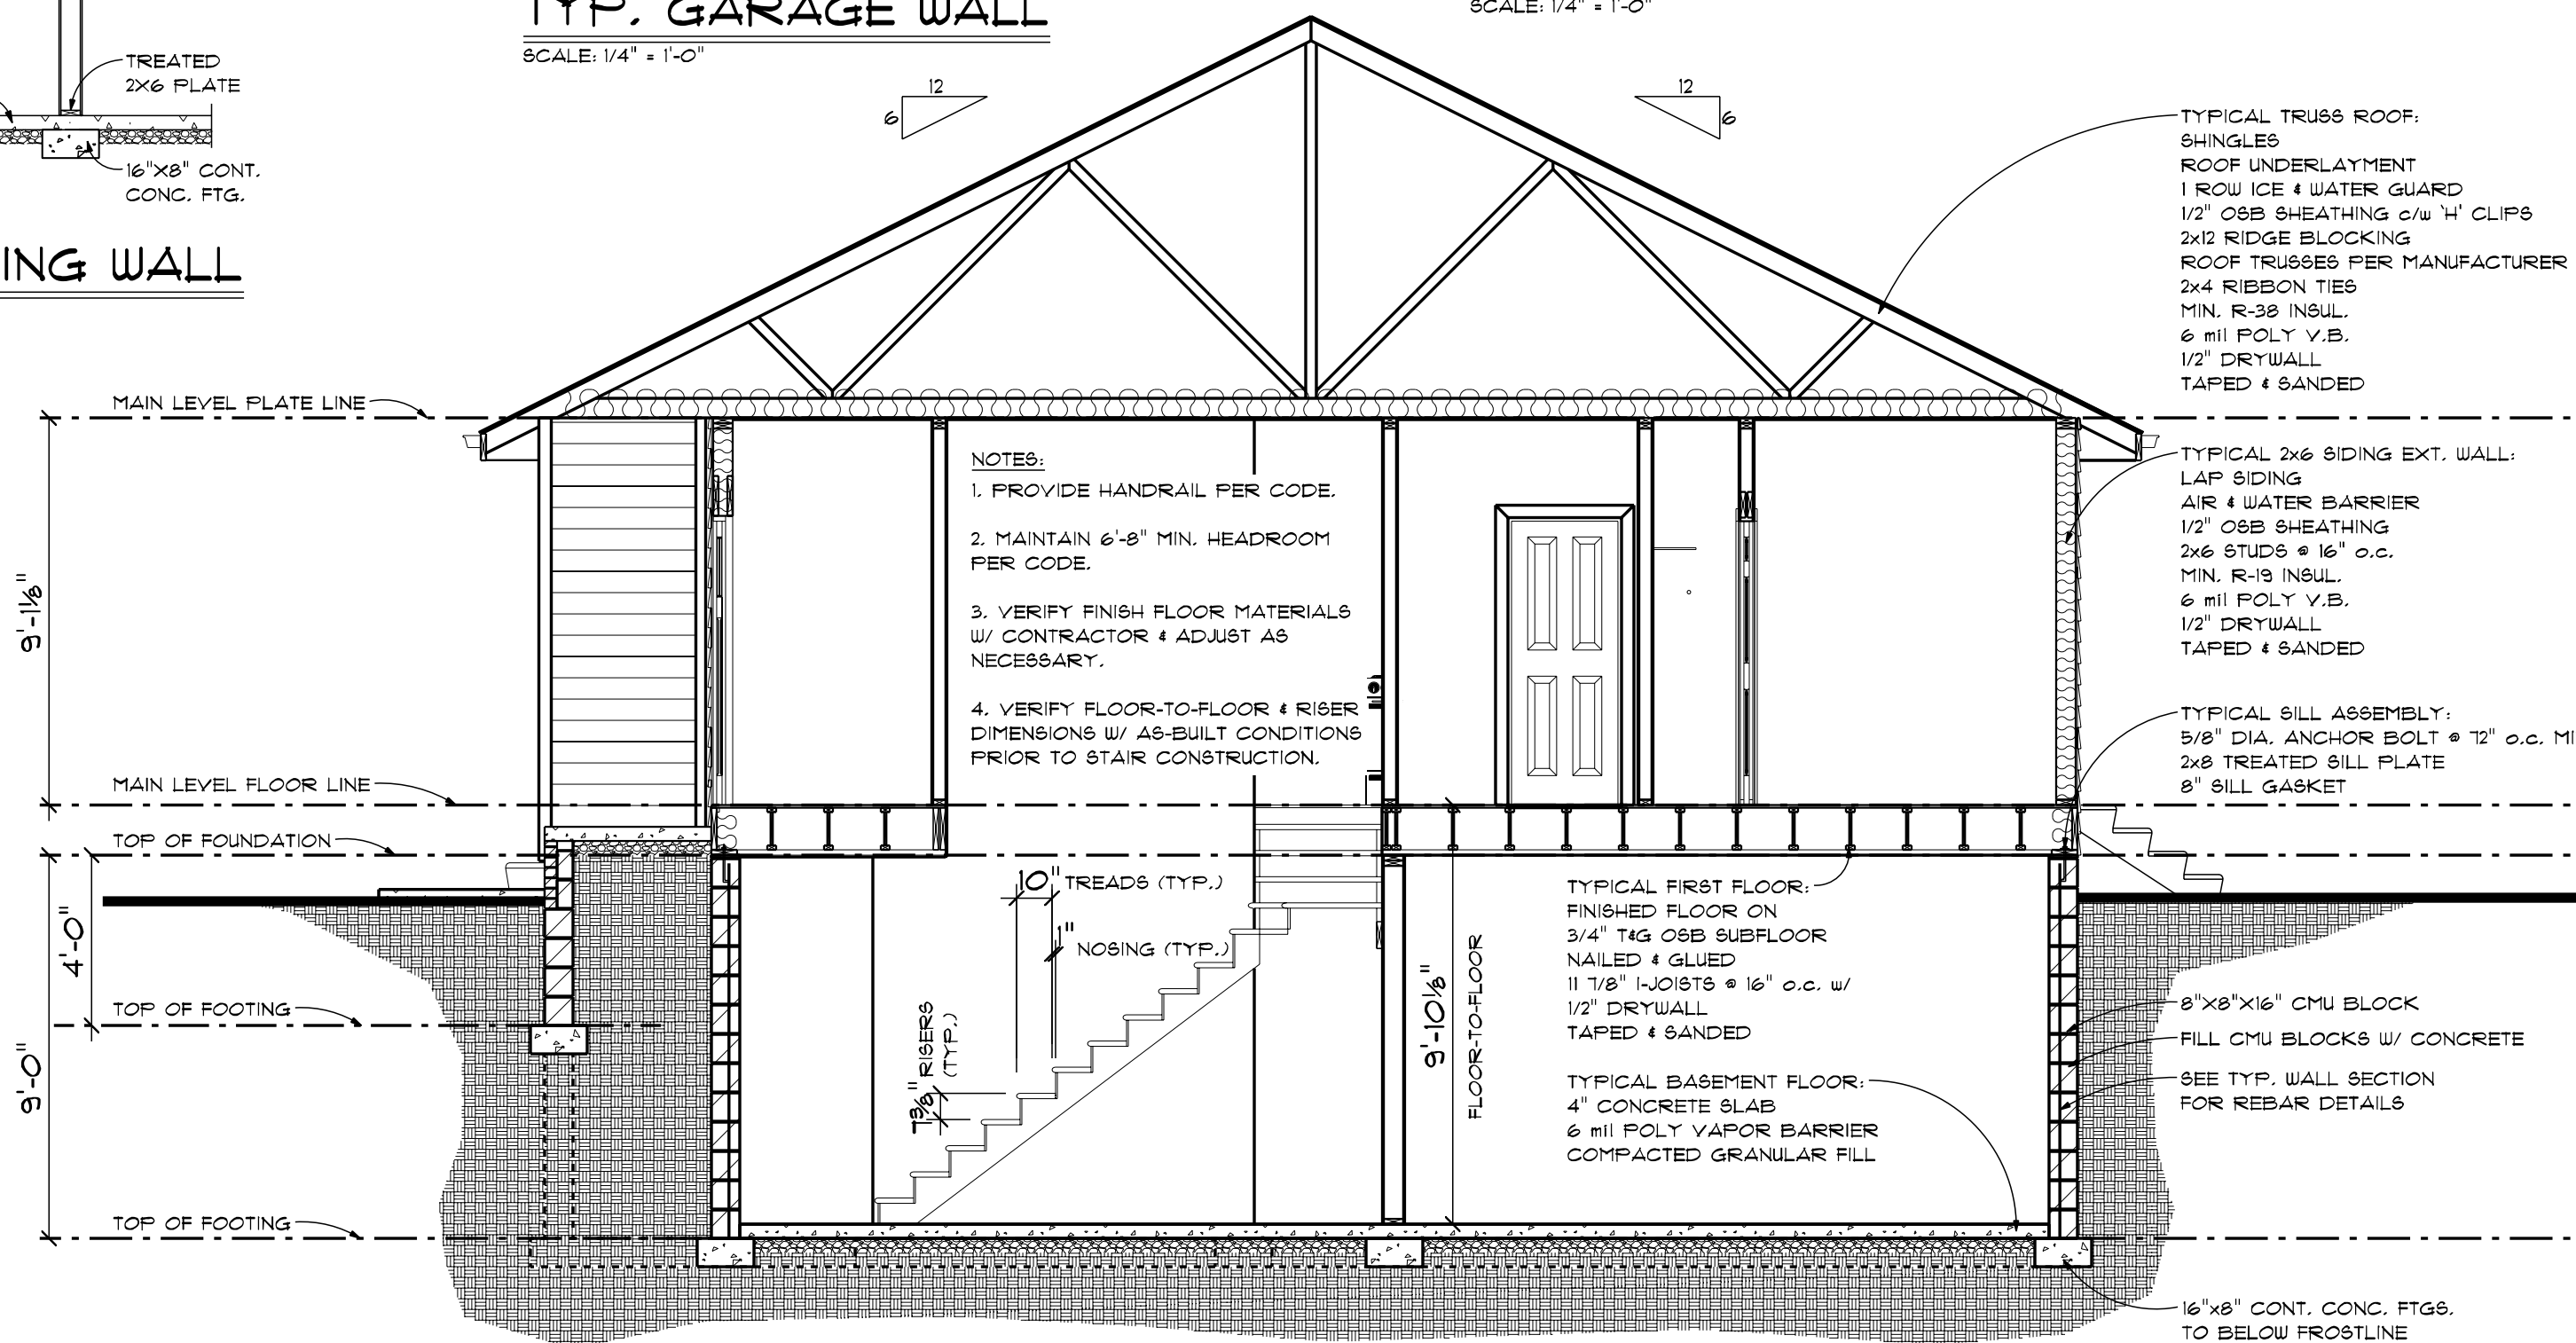 TYP. GARAGE WALL
SCALE: 1/4" = 1'-0"
SCALE: 1/4" = 1'-0"
TREATED
2X6 PLATE
16"X8" CONT.
CONC. FTG.
ING WALL
12
6
12
6
TYPICAL TRUSS ROOF:
SHINGLES
ROOF UNDERLAYMENT
1 ROW ICE & WATER GUARD
1/2" OSB SHEATHING c/w 'H' CLIPS
2x12 RIDGE BLOCKING
ROOF TRUSSES PER MANUFACTURER
2x4 RIBBON TIES
MIN. R-38 INSUL.
6 mil POLY V.B.
1/2" DRYWALL
TAPED & SANDED
MAIN LEVEL PLATE LINE
9'-1 1/8"
MAIN LEVEL FLOOR LINE
TOP OF FOUNDATION
4'-0"
TOP OF FOOTING
9'-0"
TOP OF FOOTING
NOTES:
1. PROVIDE HANDRAIL PER CODE.
2. MAINTAIN 6'-8" MIN. HEADROOM
PER CODE.
3. VERIFY FINISH FLOOR MATERIALS
W/ CONTRACTOR & ADJUST AS
NECESSARY.
4. VERIFY FLOOR-TO-FLOOR & RISER
DIMENSIONS W/ AS-BUILT CONDITIONS
PRIOR TO STAIR CONSTRUCTION.
TYPICAL 2x6 SIDING EXT. WALL:
LAP SIDING
AIR & WATER BARRIER
1/2" OSB SHEATHING
2x6 STUDS @ 16" o.c.
MIN. R-19 INSUL.
6 mil POLY V.B.
1/2" DRYWALL
TAPED & SANDED
TYPICAL SILL ASSEMBLY:
5/8" DIA. ANCHOR BOLT @ 72" o.c. MI
2x8 TREATED SILL PLATE
8" SILL GASKET
10" TREADS (TYP.)
1" NOSING (TYP.)
7 3/8" RISERS
(TYP.)
9'-10 1/8"
FLOOR-TO-FLOOR
TYPICAL FIRST FLOOR:
FINISHED FLOOR ON
3/4" T&G OSB SUBFLOOR
NAILED & GLUED
11 7/8" I-JOISTS @ 16" o.c. w/
1/2" DRYWALL
TAPED & SANDED
TYPICAL BASEMENT FLOOR:
4" CONCRETE SLAB
6 mil POLY VAPOR BARRIER
COMPACTED GRANULAR FILL
8"X8"X16" CMU BLOCK
FILL CMU BLOCKS W/ CONCRETE
SEE TYP. WALL SECTION
FOR REBAR DETAILS
16"x8" CONT. CONC. FTGS.
TO BELOW FROSTLINE